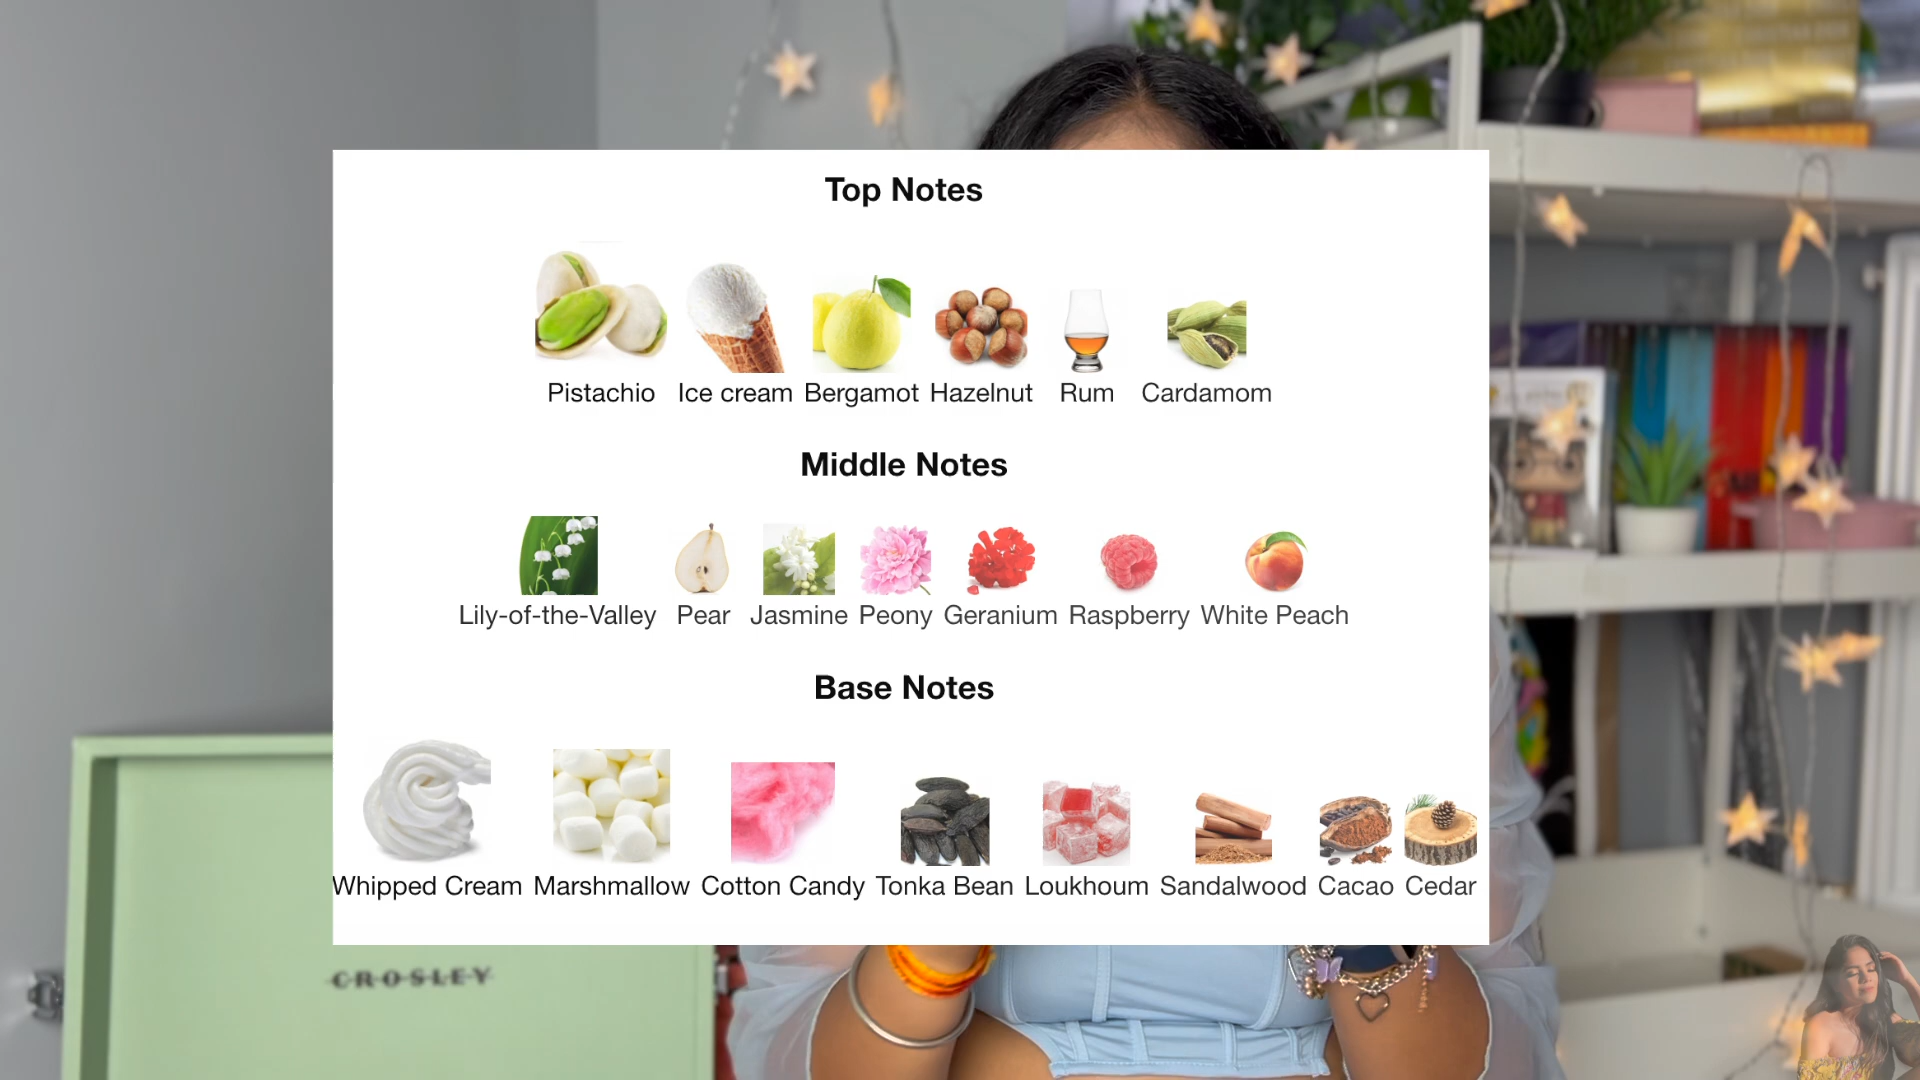 Top Notes
Pistachio Ice cream Bergamot Hazelnut Rum Cardamom
Middle Notes
Lily-of-the-Valley Pear Jasmine Peony Geranium Raspberry White Peach
Base Notes
Whipped Cream Marshmallow Cotton Candy Tonka Bean Loukhoum Sandalwood Cacao Cedar
CROSLEY